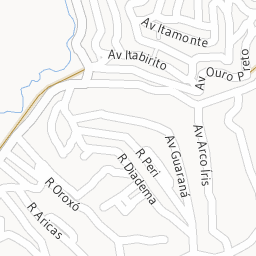 Av Itamonte
Av Itabirito
Av Ouro Preto
Av Guaraná
Av Arco Íris
R Peri
R Diadema
R Oroxó
R Aricas